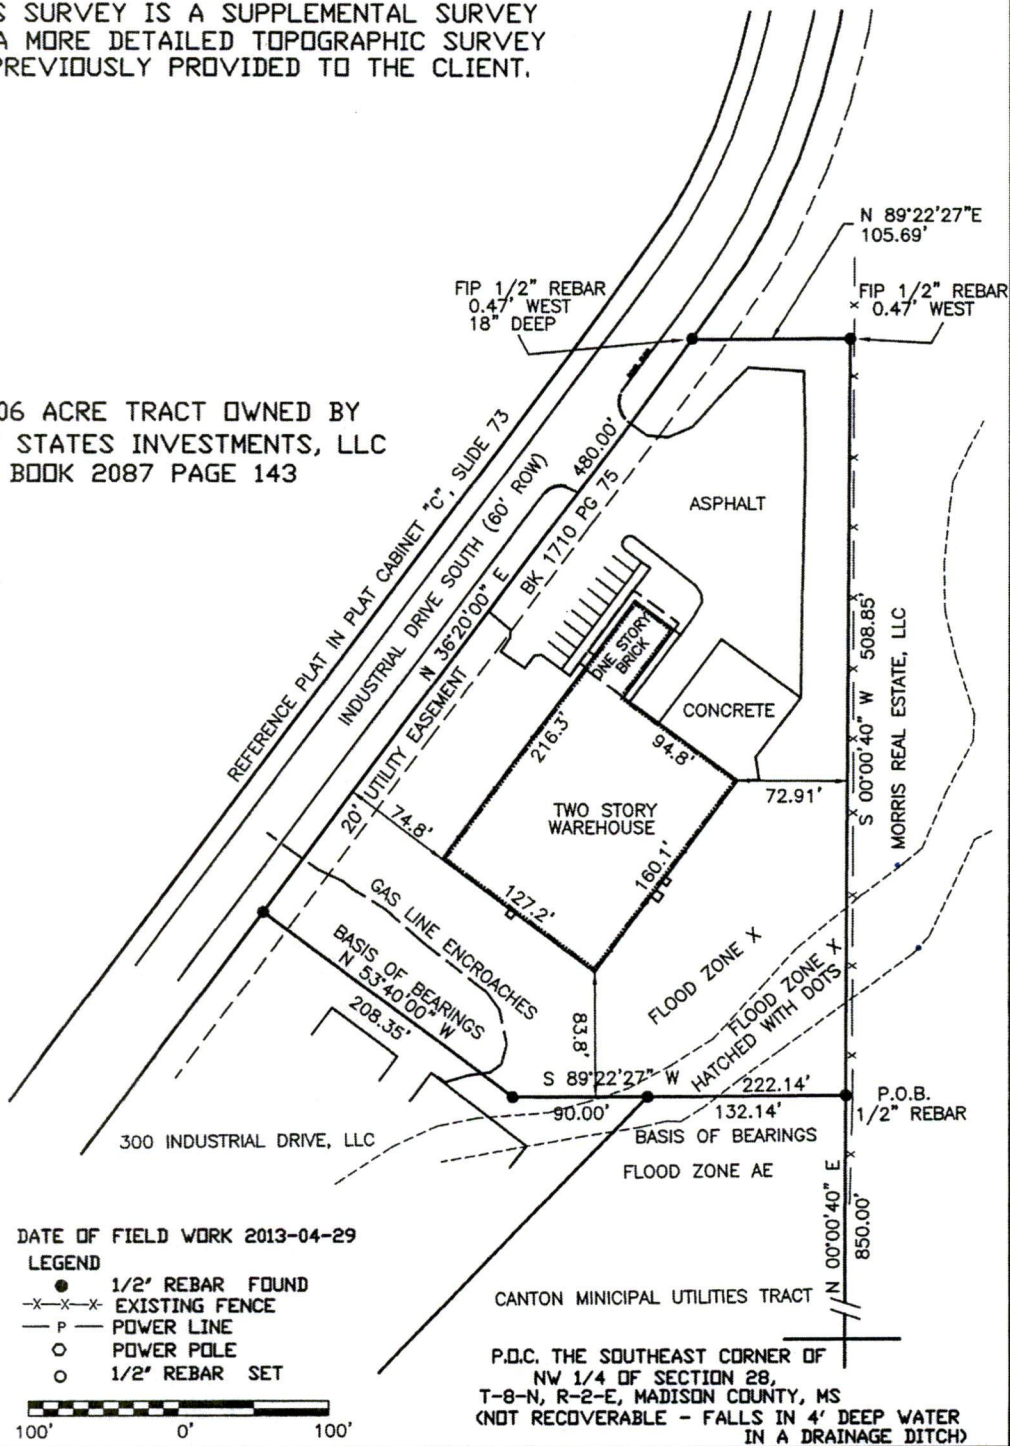 S SURVEY IS A SUPPLEMENTAL SURVEY
A MORE DETAILED TOPOGRAPHIC SURVEY
PREVIOUSLY PROVIDED TO THE CLIENT.
N 89°22'27"E
105.69'
FIP 1/2" REBAR
0.47' WEST
18" DEEP
FIP 1/2" REBAR
0.47' WEST
06 ACRE TRACT OWNED BY
STATES INVESTMENTS, LLC
BOOK 2087 PAGE 143
REFERENCE PLAT IN PLAT CABINET "C", SLIDE 73
INDUSTRIAL DRIVE SOUTH (60' ROW)
N 36°20'00" E
480.00'
BK 1710 PG 75
20' UTILITY EASEMENT
ASPHALT
ONE STORY
BRICK
CONCRETE
216.3'
94.8'
72.91'
TWO STORY
WAREHOUSE
74.8'
127.2'
160.1'
S 00°00'40" W 508.85'
MORRIS REAL ESTATE, LLC
GAS LINE ENCROACHES
BASIS OF BEARINGS
N 53°40'00" W
208.35'
FLOOD ZONE X
FLOOD ZONE X
HATCHED WITH DOTS
83.8'
S 89°22'27" W
222.14'
90.00'
132.14'
P.O.B.
1/2" REBAR
BASIS OF BEARINGS
300 INDUSTRIAL DRIVE, LLC
FLOOD ZONE AE
N 00°00'40" E
850.00'
DATE OF FIELD WORK 2013-04-29
LEGEND
1/2" REBAR FOUND
-X-X-X- EXISTING FENCE
P POWER LINE
POWER POLE
1/2" REBAR SET
100' 0' 100'
CANTON MINICIPAL UTILITIES TRACT
P.O.C. THE SOUTHEAST CORNER OF
NW 1/4 OF SECTION 28,
T-8-N, R-2-E, MADISON COUNTY, MS
(NOT RECOVERABLE - FALLS IN 4' DEEP WATER
IN A DRAINAGE DITCH)